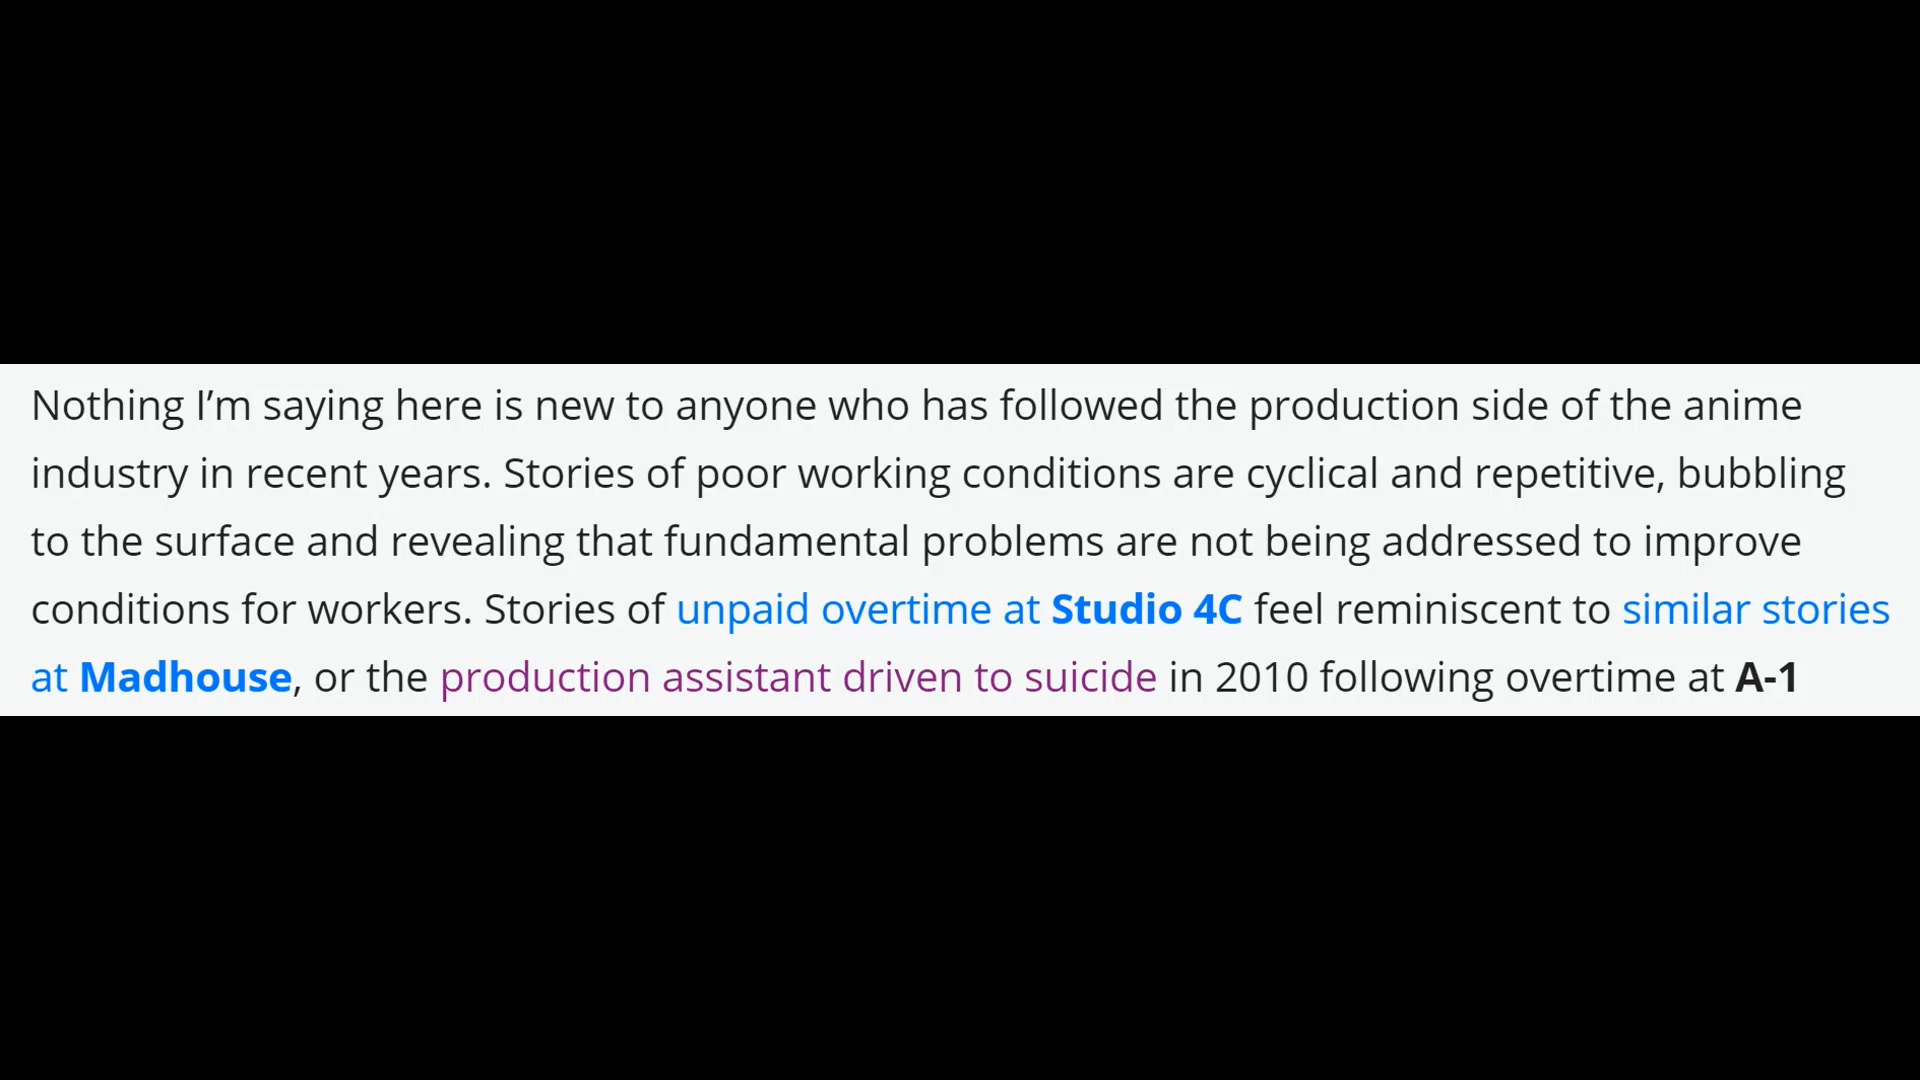 Nothing I’m saying here is new to anyone who has followed the production side of the anime
industry in recent years. Stories of poor working conditions are cyclical and repetitive, bubbling
to the surface and revealing that fundamental problems are not being addressed to improve
conditions for workers. Stories of unpaid overtime at Studio 4C feel reminiscent to similar stories
at Madhouse, or the production assistant driven to suicide in 2010 following overtime at A-1